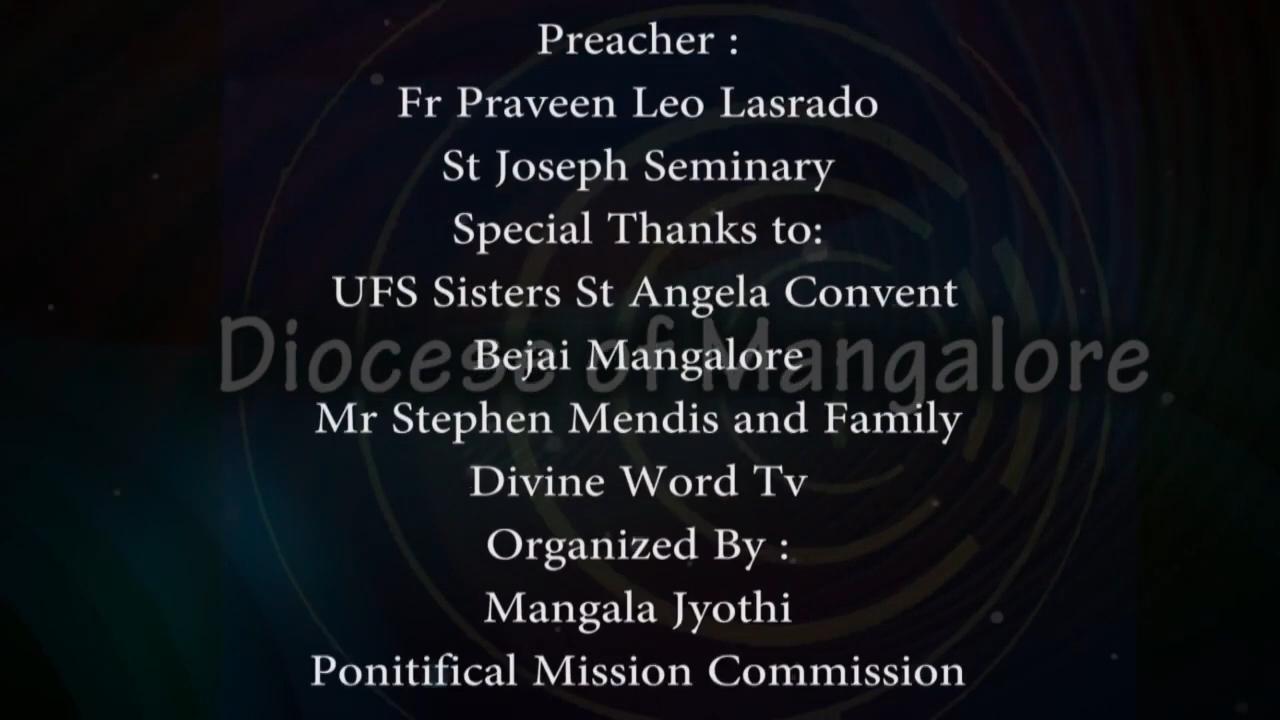 Preacher :
Fr Praveen Leo Lasrado
St Joseph Seminary
Special Thanks to:
UFS Sisters St Angela Convent
Diocese of Mangalore
Bejai Mangalore
Mr Stephen Mendis and Family
Divine Word Tv
Organized By :
Mangala Jyothi
Ponitifical Mission Commission